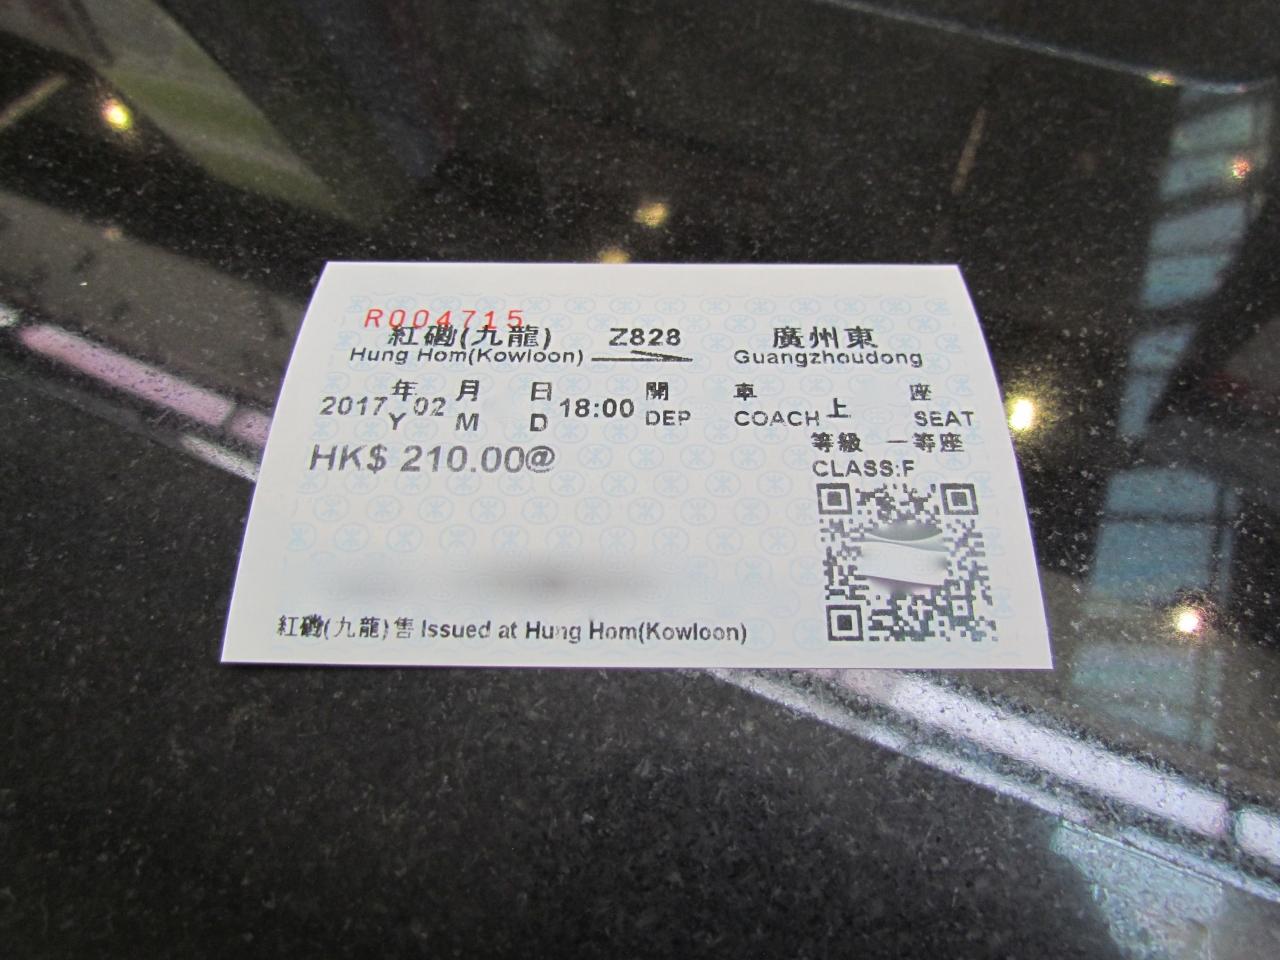 R004715
紅磡(九龍) Z828 廣州東
Hung Hom(Kowloon) Guangzhoudong
年 月 日 開 車 座
2017 02 18:00 上
Y M D DEP COACH SEAT
HK$ 210.00@ 等級 一等座
CLASS:F
紅磡(九龍)售 Issued at Hung Hom(Kowloon)